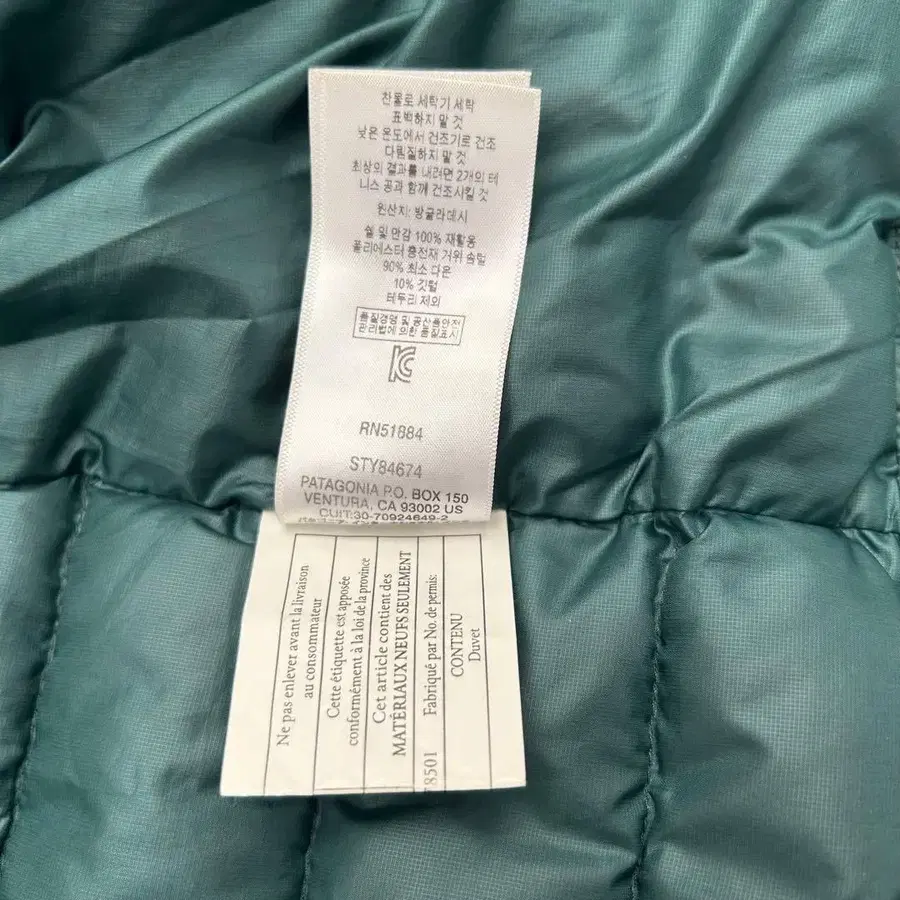 찬물로 세탁기 세탁
표백하지 말 것
낮은 온도에서 건조기로 건조
다림질하지 말 것
최상의 결과를 내려면 2개의 테
니스 공과 함께 건조시킬 것
원산지: 방글라데시
쉘 및 안감 100% 재활용
폴리에스터 충전재 거위 솜털
90% 최소 다운
10% 깃털
테두리 제외
품질경영 및 공산품안전
관리법에 의한 품질표시
RN51884
STY84674
PATAGONIA P.O. BOX 150
VENTURA, CA 93002 US
CUIT:30-70924649-2
Ne pas enlever avant la livraison
au consommateur
Cette étiquette est apposée
conformément à la loi de la province
Cet article contient des
MATÉRIAUX NEUFS SEULEMENT
Fabriqué par No. de permis:
78501
CONTENU
Duvet